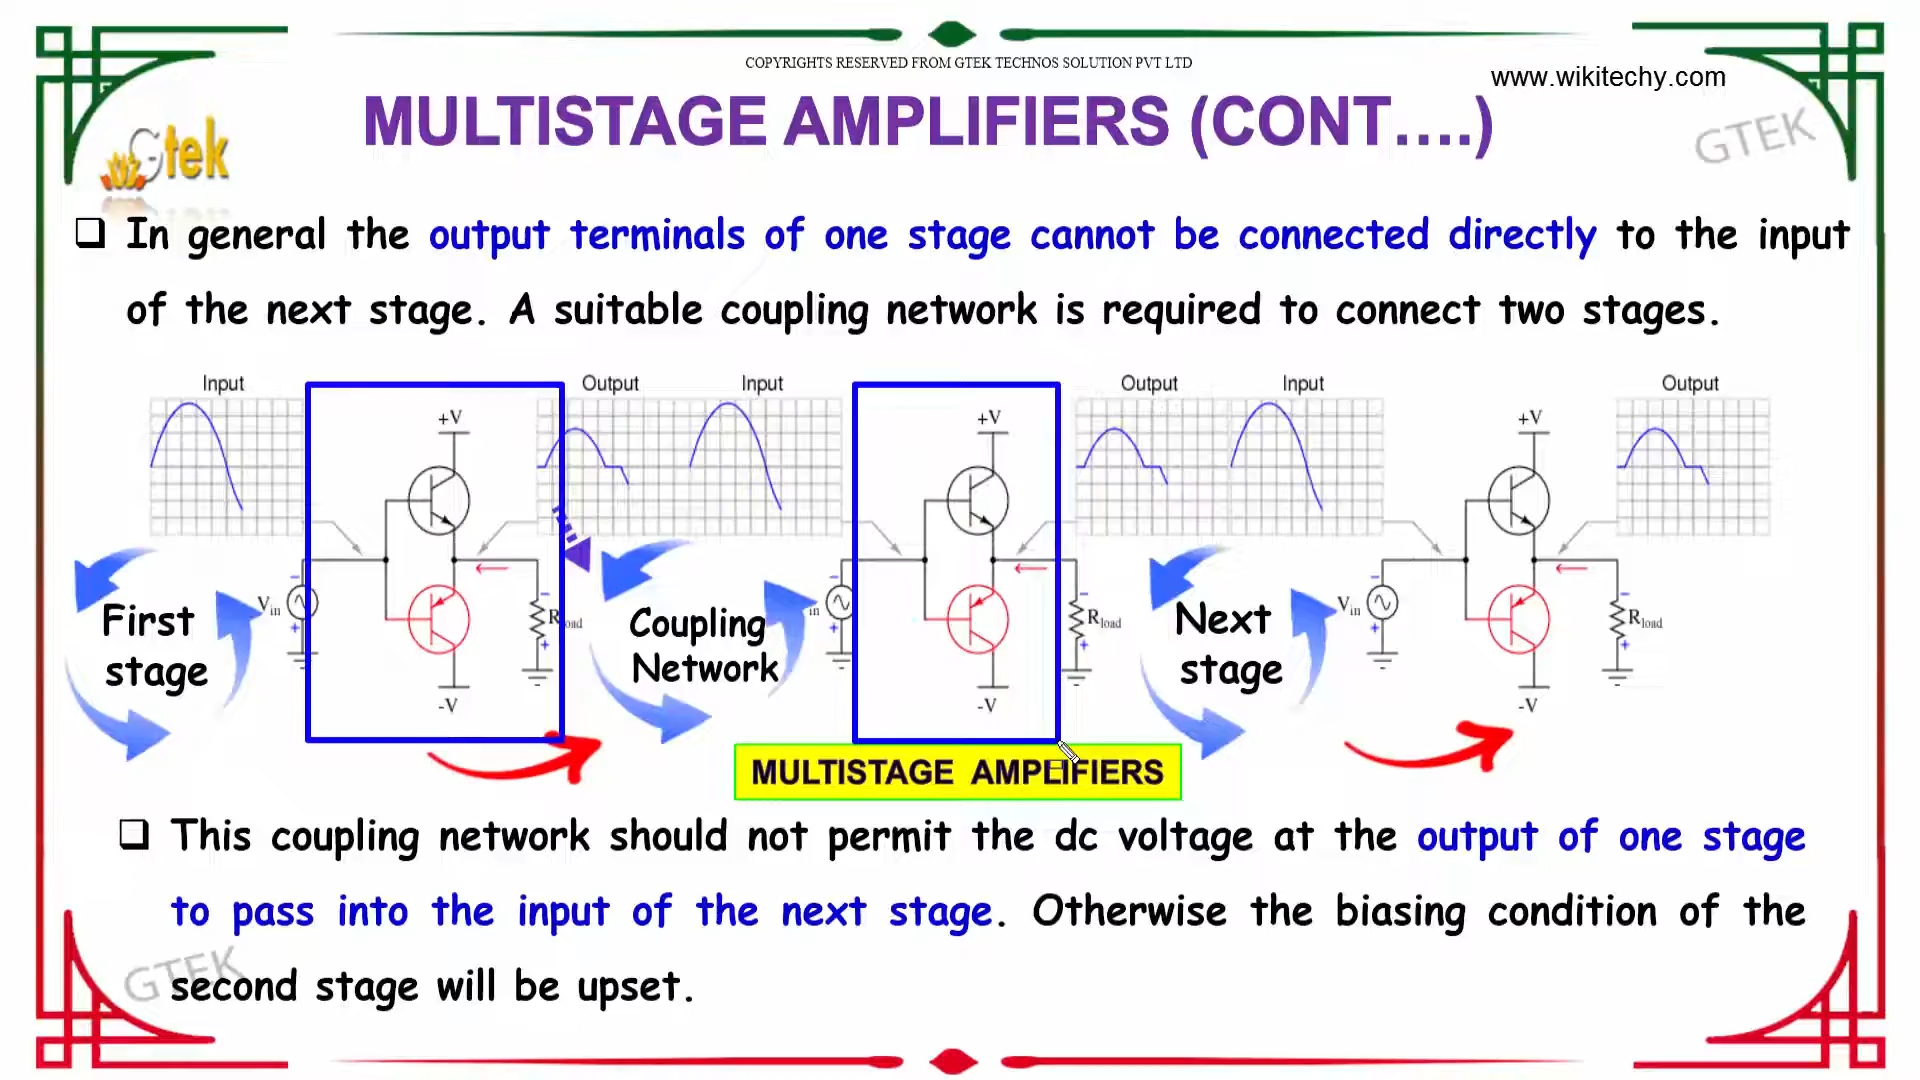 COPYRIGHTS RESERVED FROM GTEK TECHNOS SOLUTION PVT LTD
www.wikitechy.com
MULTISTAGE AMPLIFIERS (CONT....)
Gtek
GTEK
In general the output terminals of one stage cannot be connected directly to the input
of the next stage. A suitable coupling network is required to connect two stages.
Input
Output
Input
Output
Input
Output
+V
+V
+V
First
stage
Vin
Rload
Coupling
Network
in
Rload
Next
stage
Vin
Rload
-V
-V
-V
MULTISTAGE AMPLIFIERS
This coupling network should not permit the dc voltage at the output of one stage
to pass into the input of the next stage. Otherwise the biasing condition of the
GTEK
second stage will be upset.